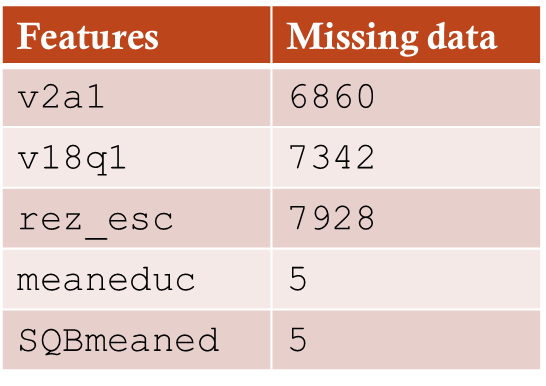 Features Missing data
v2a1 6860
v18q1 7342
rez_esc 7928
meaneduc 5
SQBmeaned 5